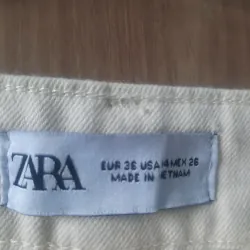 ZARA
EUR 36 USA 4 MEX 26
MADE IN VIETNAM